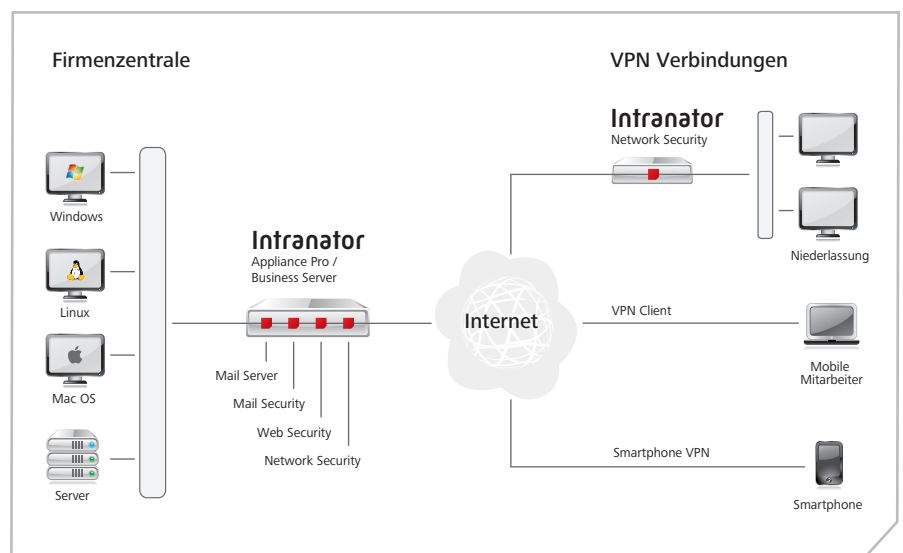 Firmenzentrale
VPN Verbindungen
Intranator
Network Security
Windows
Linux
Mac OS
Server
Intranator
Appliance Pro /
Business Server
Mail Server
Mail Security
Web Security
Network Security
Internet
Niederlassung
VPN Client
Mobile
Mitarbeiter
Smartphone VPN
Smartphone